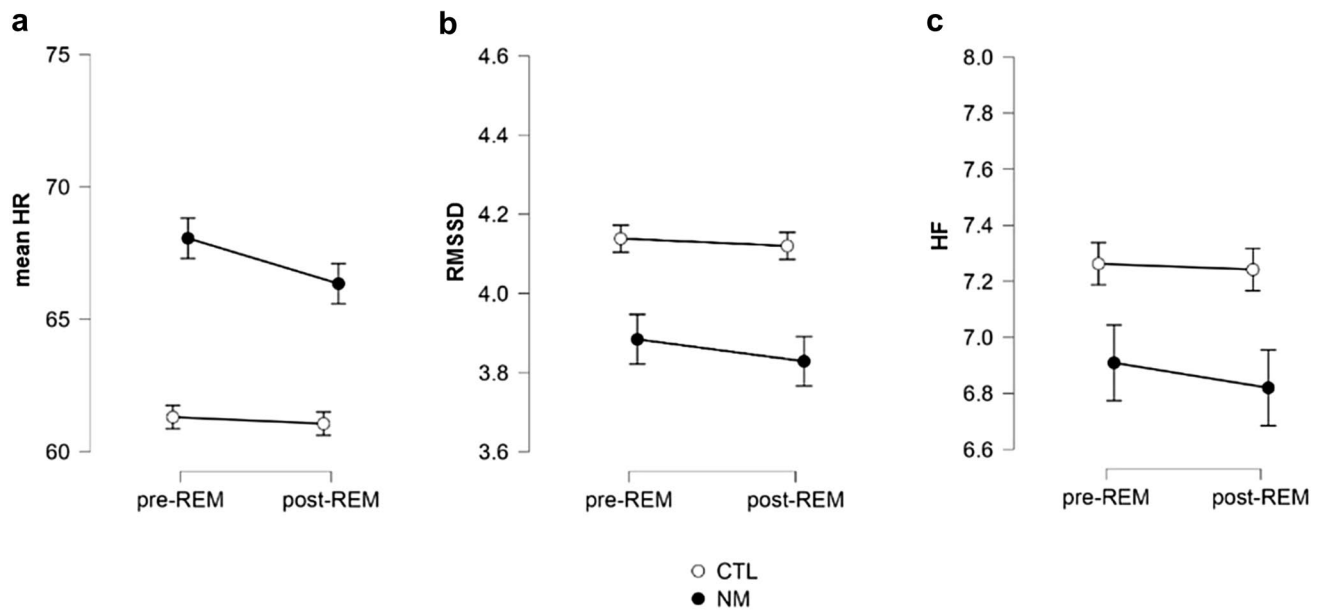 a
75
70
65
60
mean HR
pre-REM post-REM
b
4.6
4.4
4.2
4.0
3.8
3.6
RMSSD
pre-REM post-REM
c
8.0
7.8
7.6
7.4
7.2
7.0
6.8
6.6
HF
pre-REM post-REM
CTL
NM